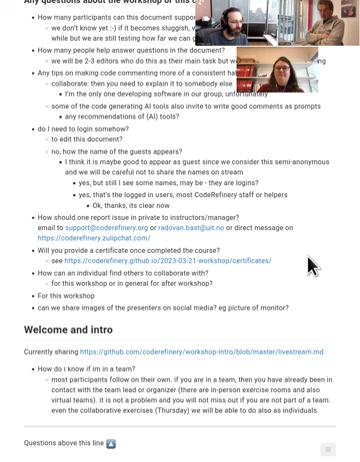 Any questions about the workshop or this d
How many participants can this document suppo
we don't know yet :-) if it becomes sluggish, w
while but we are still testing how far we can g
How many people help answer questions in the document?
we will be 2-3 editors who do this as their main task but we
ing
Any tips on making code commenting more of a consistent hab
collaborate: then you need to explain it to somebody else
I'm the only one developing software in our group, unfortunately
some of the code generating AI tools also invite to write good comments as prompts
any recommendations of (AI) tools?
do I need to login somehow?
to edit this document?
no, how the name of the guests appears?
I think it is maybe good to appear as guest since we consider this semi-anonymous
and we will be careful to not share the names on stream
yes, but still I see some names, may be - they are logins?
yes, that's the logged in users, most CodeRefinery staff or helpers
Ok, thanks, its clear now
How should one report issue in private to instructors/manager?
email to support@coderefinery.org or radovan.bast@uit.no or direct message on
https://coderefinery.zulipchat.com/
Will you provide a certificate once completed the course?
see https://coderefinery.github.io/2023-03-21-workshop/certificates/
How can an individual find others to collaborate with?
for this workshop or in general for after workshop?
For this workshop
can we share images of the presenters on social media? eg picture of monitor?
Welcome and intro
Currently sharing https://github.com/coderefinery/workshop-intro/blob/master/livestream.md
How do i know if im in a team?
most participants follow on their own. if you are in a team, then you have already been in
contact with the team lead or organizer (there are in-person exercise rooms and also
virtual teams). it is not a problem and you will not miss out if you are not part of a team.
even the collaborative exercises (Thursday) we will be able to do also as individuals.
Questions above this line